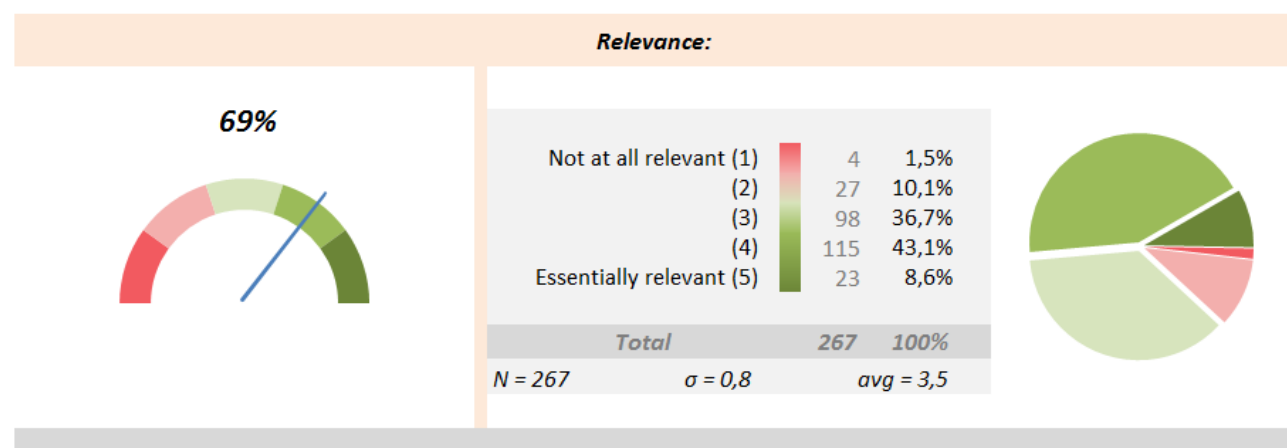 Relevance:
69%
Not at all relevant (1) 4 1,5%
(2) 27 10,1%
(3) 98 36,7%
(4) 115 43,1%
Essentially relevant (5) 23 8,6%
Total 267 100%
N = 267 σ = 0,8 avg = 3,5